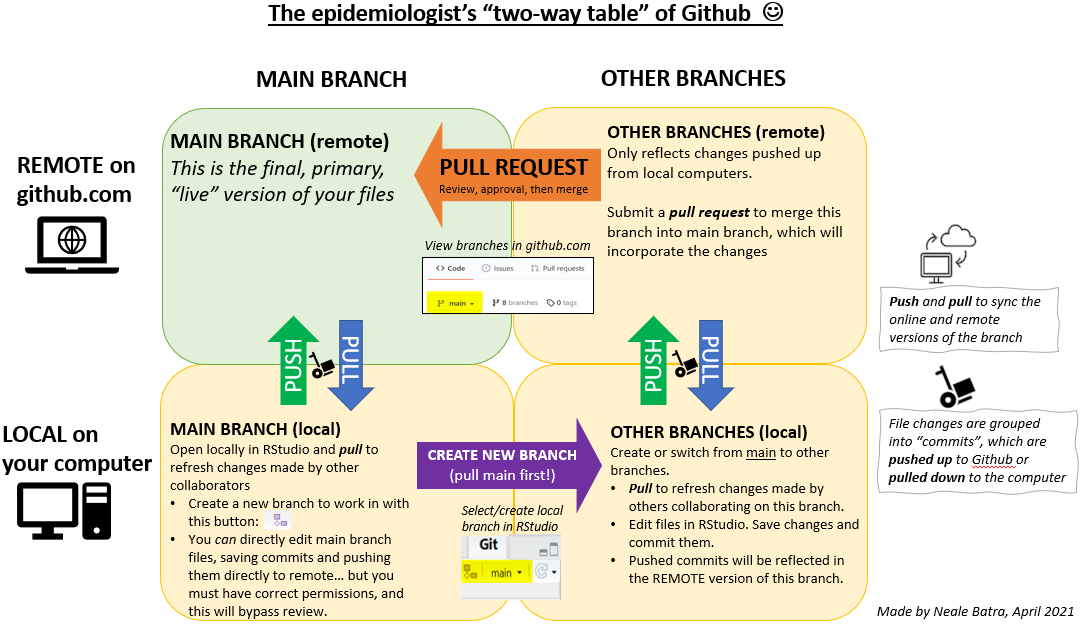 The epidemiologist's “two-way table” of Github ☺
MAIN BRANCH
OTHER BRANCHES
REMOTE on
github.com
MAIN BRANCH (remote)
This is the final, primary,
“live” version of your files
PULL REQUEST
Review, approval, then merge
OTHER BRANCHES (remote)
Only reflects changes pushed up
from local computers.
Submit a pull request to merge this
branch into main branch, which will
incorporate the changes
View branches in github.com
<> Code Issues Pull requests
main 8 branches 0 tags
Push and pull to sync the
online and remote
versions of the branch
PUSH
PULL
PUSH
PULL
File changes are grouped
into “commits”, which are
pushed up to Github or
pulled down to the computer
LOCAL on
your computer
MAIN BRANCH (local)
Open locally in RStudio and pull to
refresh changes made by other
collaborators
• Create a new branch to work in with
this button:
• You can directly edit main branch
files, saving commits and pushing
them directly to remote… but you
must have correct permissions, and
this will bypass review.
CREATE NEW BRANCH
(pull main first!)
Select/create local
branch in RStudio
Git
main
OTHER BRANCHES (local)
Create or switch from main to other
branches.
• Pull to refresh changes made by
others collaborating on this branch.
• Edit files in RStudio. Save changes and
commit them.
• Pushed commits will be reflected in
the REMOTE version of this branch.
Made by Neale Batra, April 2021